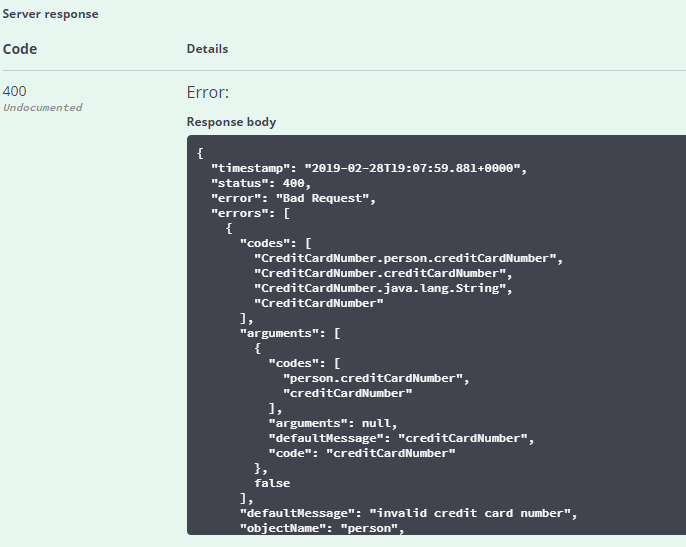 Server response
Code Details
400 Error:
Undocumented
Response body
{
  "timestamp": "2019-02-28T19:07:59.881+0000",
  "status": 400,
  "error": "Bad Request",
  "errors": [
    {
      "codes": [
        "CreditCardNumber.person.creditCardNumber",
        "CreditCardNumber.creditCardNumber",
        "CreditCardNumber.java.lang.String",
        "CreditCardNumber"
      ],
      "arguments": [
        {
          "codes": [
            "person.creditCardNumber",
            "creditCardNumber"
          ],
          "arguments": null,
          "defaultMessage": "creditCardNumber",
          "code": "creditCardNumber"
        },
        false
      ],
      "defaultMessage": "invalid credit card number",
      "objectName": "person",